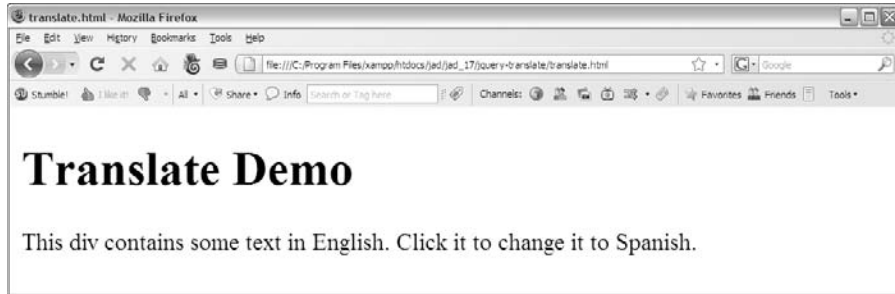 translate.html - Mozilla Firefox
File Edit View History Bookmarks Tools Help
file:///C:/Program Files/xampp/htdocs/jad/jad_17/jquery-translate/translate.html G Google
Stumble! I like it! All Share Info Search or Tag here Channels: Favorites Friends Tools
Translate Demo
This div contains some text in English. Click it to change it to Spanish.